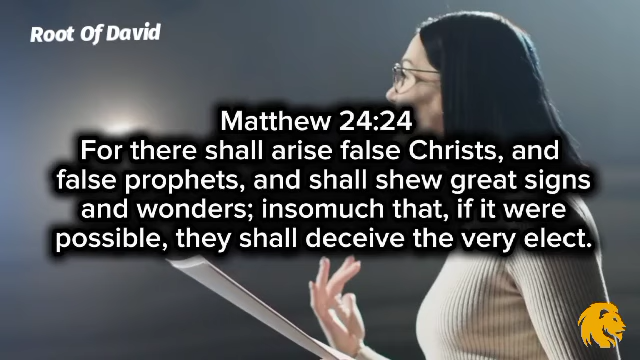 Root Of David
Matthew 24:24
For there shall arise false Christs, and
false prophets, and shall shew great signs
and wonders; insomuch that, if it were
possible, they shall deceive the very elect.